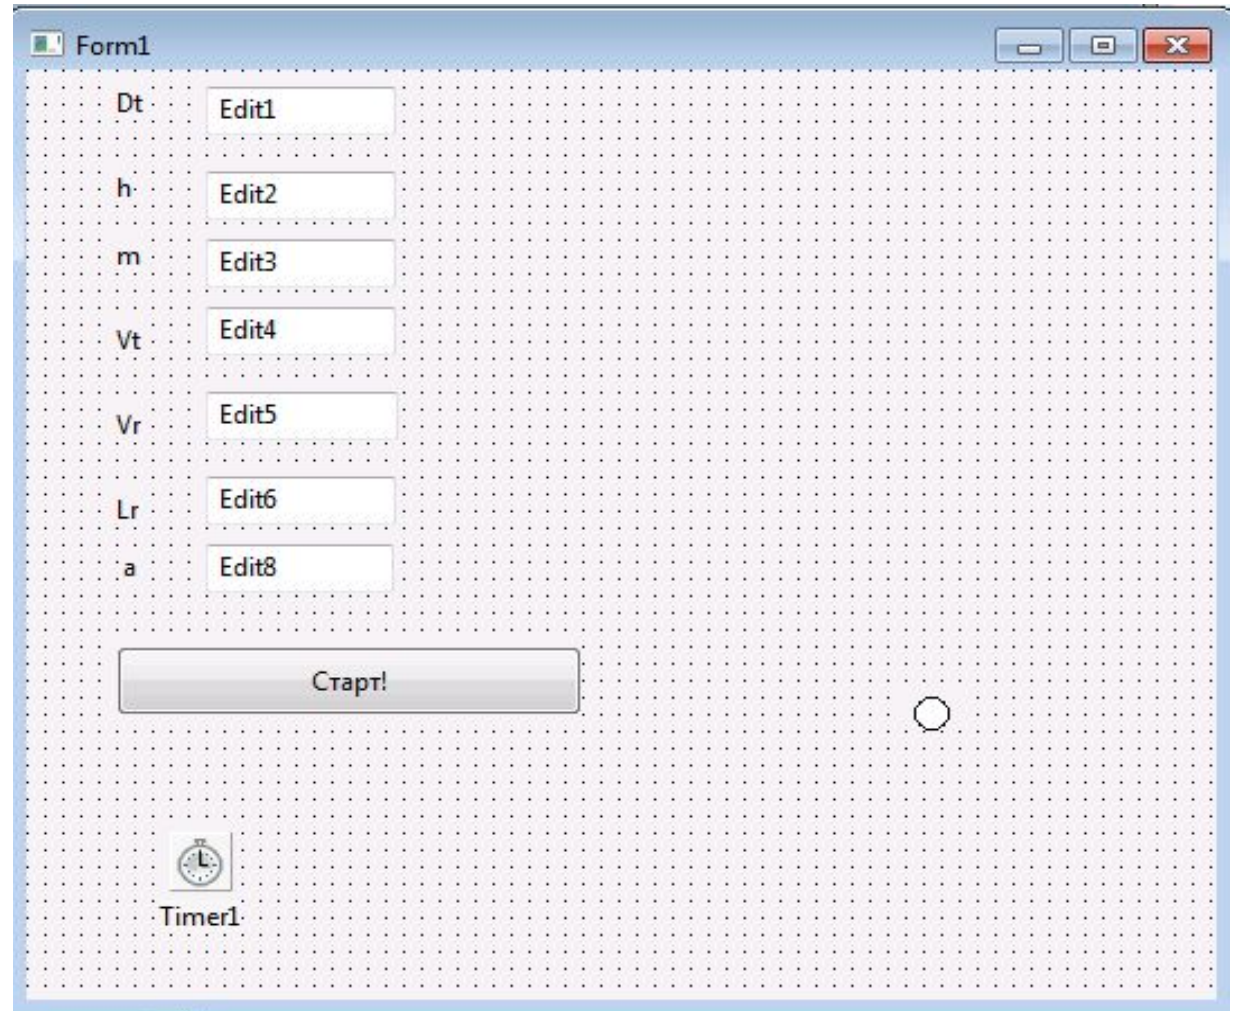 Form1
Dt Edit1
h Edit2
m Edit3
Vt Edit4
Vr Edit5
Lr Edit6
a Edit8
Старт!
Timer1